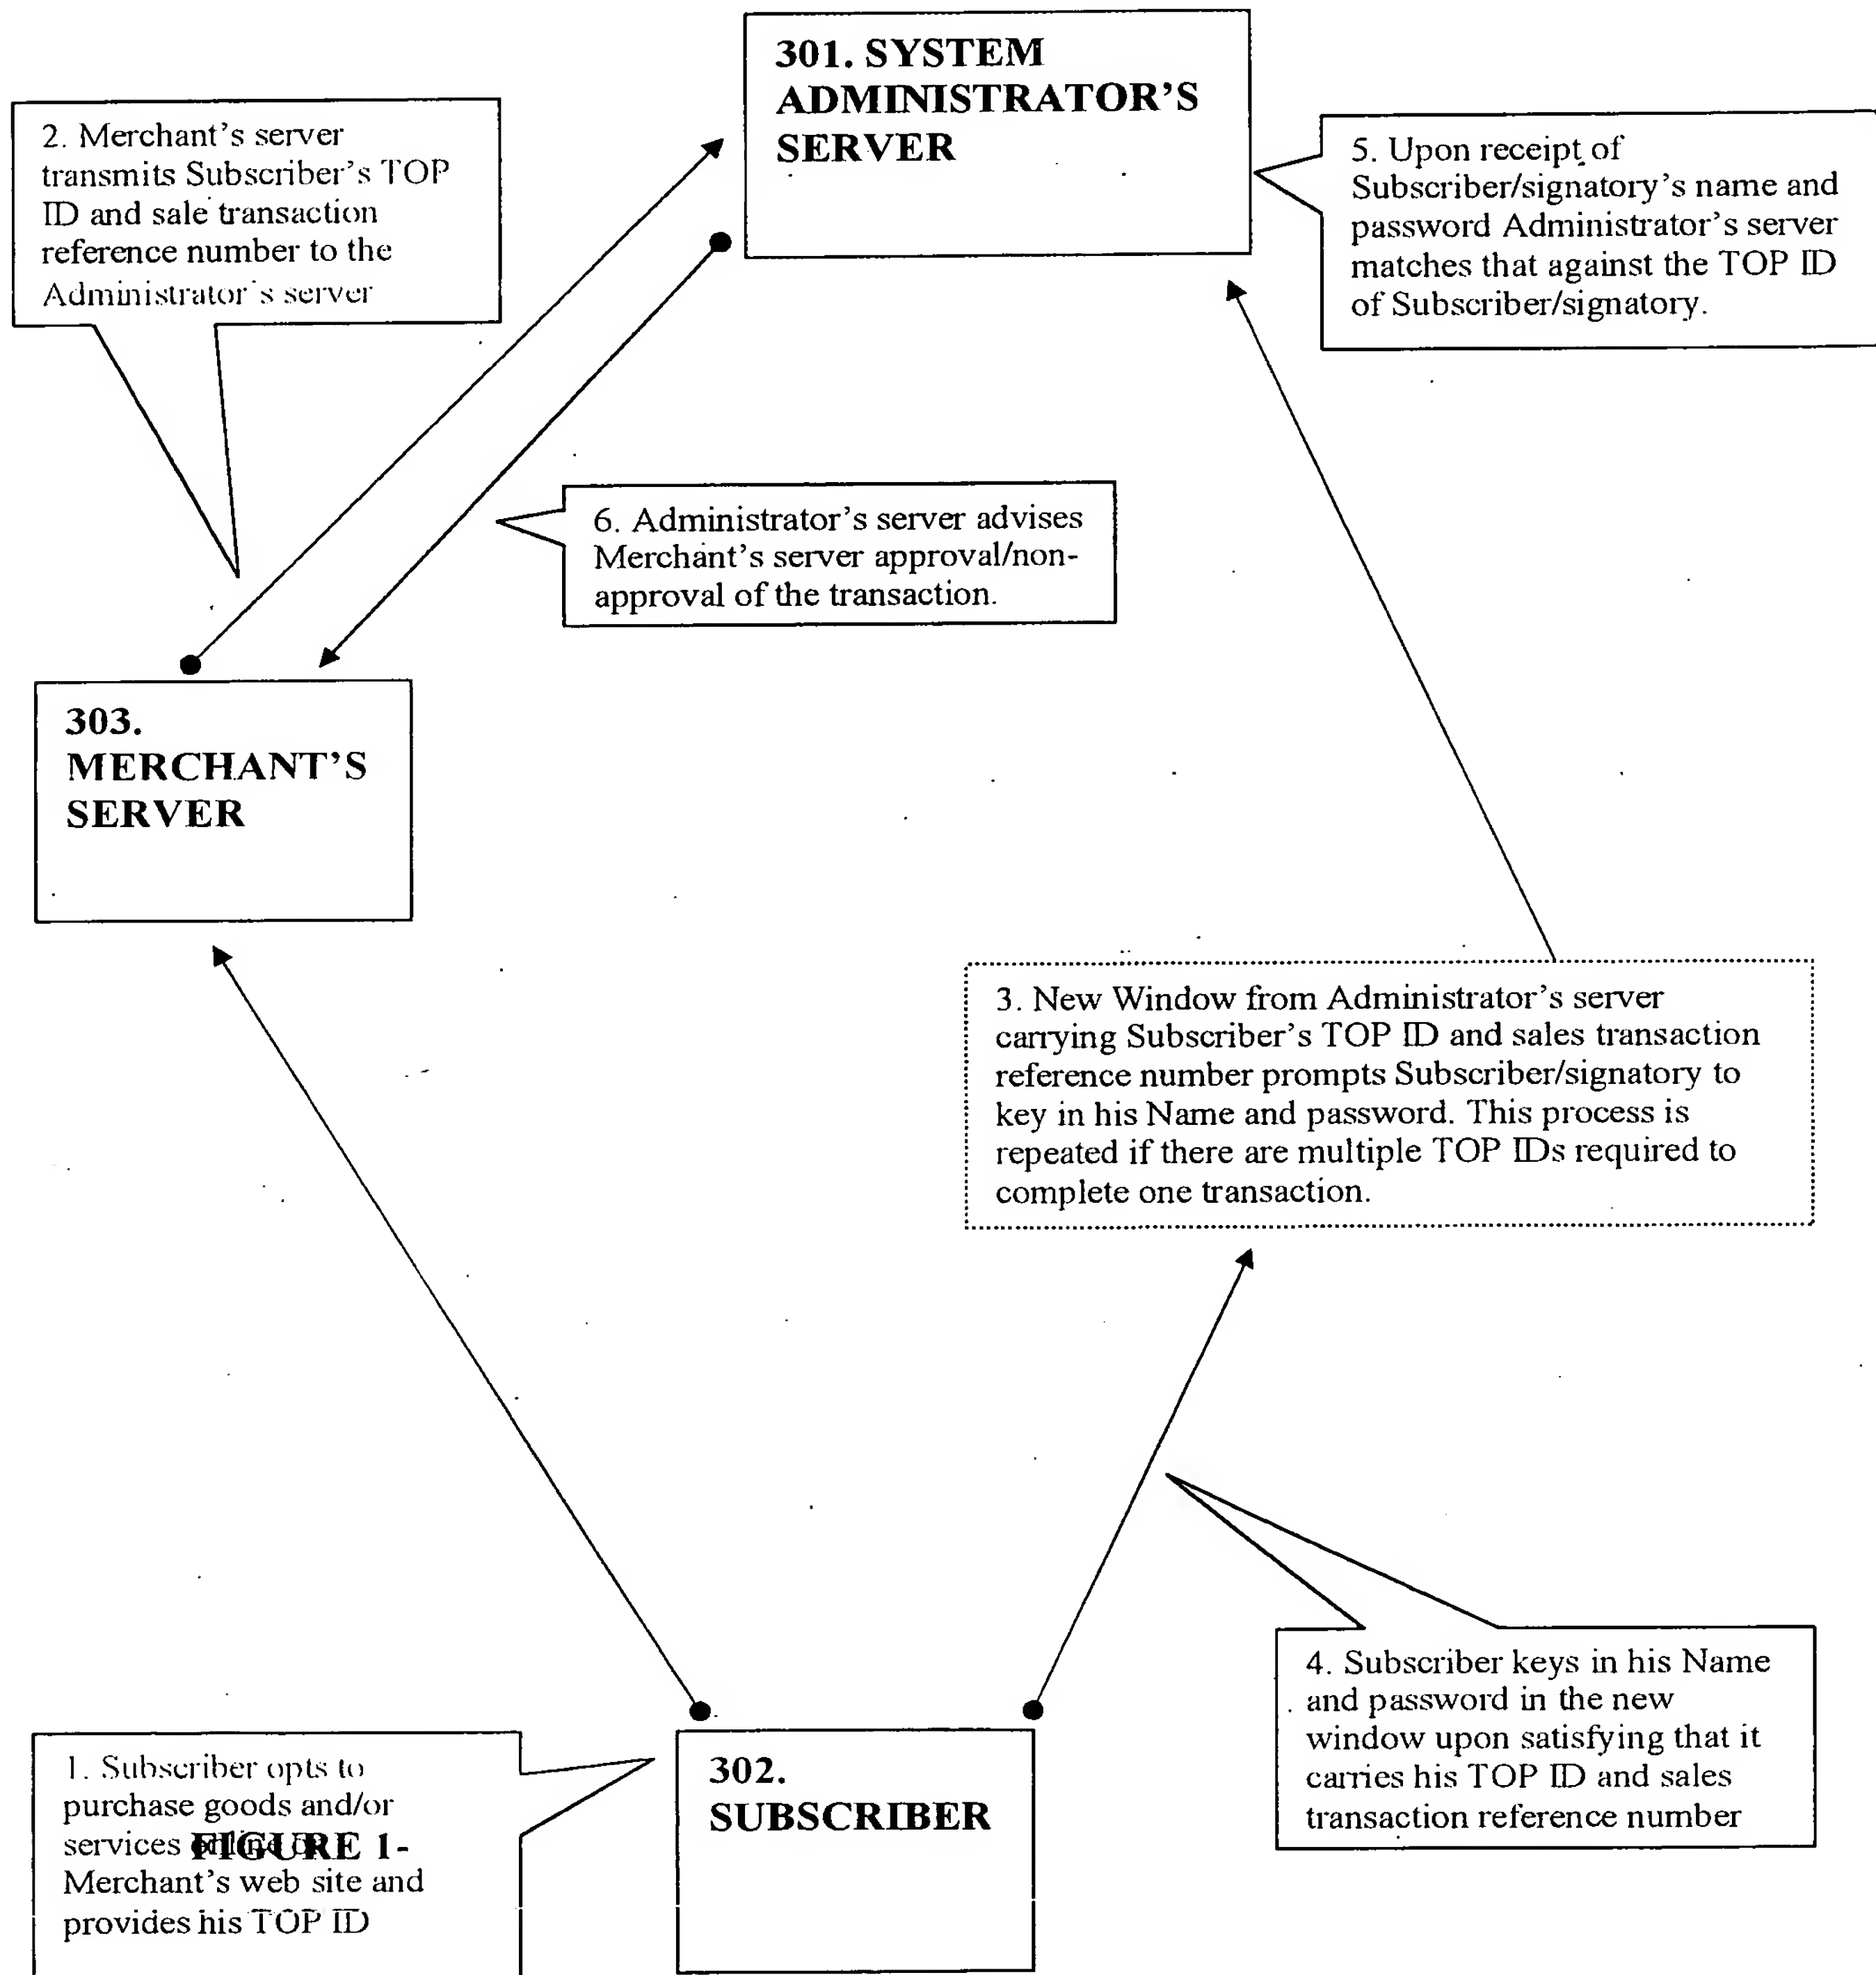 301. SYSTEM
ADMINISTRATOR'S
SERVER
2. Merchant's server
transmits Subscriber's TOP
ID and sale transaction
reference number to the
Administrator's server
5. Upon receipt of
Subscriber/signatory's name and
password Administrator's server
matches that against the TOP ID
of Subscriber/signatory.
6. Administrator's server advises
Merchant's server approval/non-
approval of the transaction.
303.
MERCHANT'S
SERVER
3. New Window from Administrator's server
carrying Subscriber's TOP ID and sales transaction
reference number prompts Subscriber/signatory to
key in his Name and password. This process is
repeated if there are multiple TOP IDs required to
complete one transaction.
4. Subscriber keys in his Name
and password in the new
window upon satisfying that it
carries his TOP ID and sales
transaction reference number
1. Subscriber opts to
purchase goods and/or
services
FIGURE 1-
Merchant's web site and
provides his TOP ID
302.
SUBSCRIBER